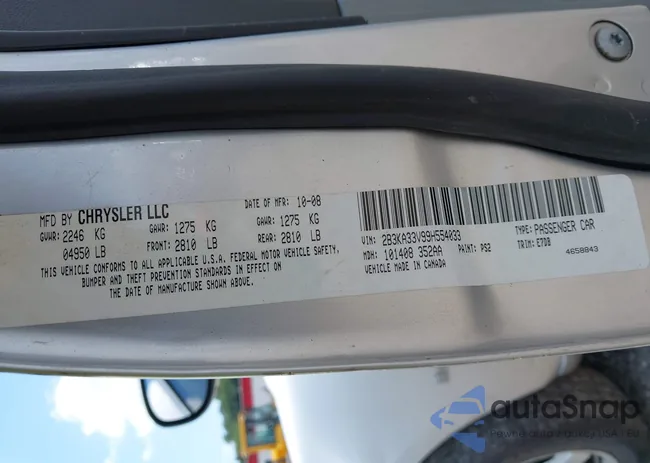 MFD BY CHRYSLER LLC
DATE OF MFR: 10-08
GVWR: 2246 KG
GAWR: 1275 KG
GAWR: 1275 KG
04950 LB
FRONT: 2810 LB
REAR: 2810 LB
THIS VEHICLE CONFORMS TO ALL APPLICABLE U.S.A. FEDERAL MOTOR VEHICLE SAFETY,
BUMPER AND THEFT PREVENTION STANDARDS IN EFFECT ON
THE DATE OF MANUFACTURE SHOWN ABOVE.
VIN: 2B3KA33V99H554033
TYPE: PASSENGER CAR
MDH: 101408 352AA
PAINT: PS2
TRIM: E7DB
VEHICLE MADE IN CANADA
4658843
autoSnap